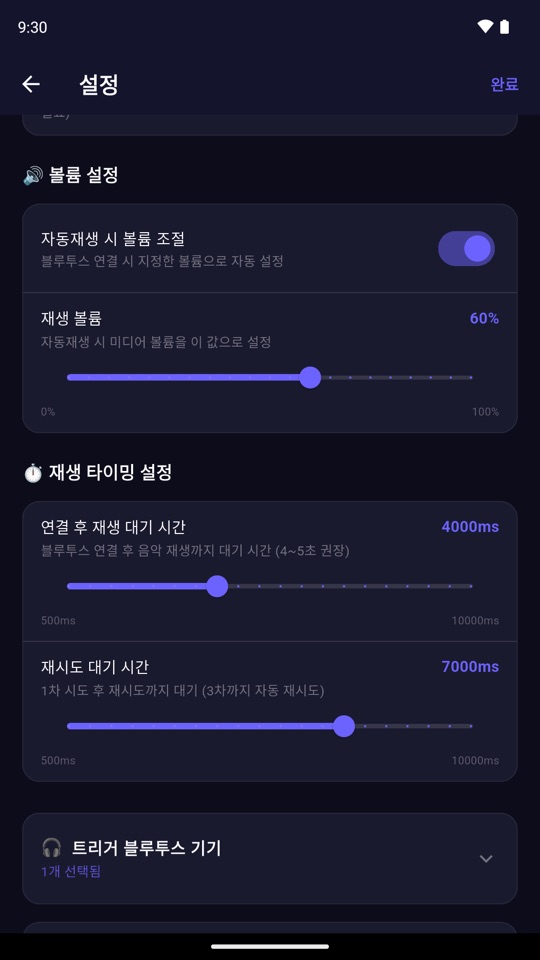 9:30
설정
완료
필요)
🔊 볼륨 설정
자동재생 시 볼륨 조절
블루투스 연결 시 지정한 볼륨으로 자동 설정
재생 볼륨
60%
자동재생 시 미디어 볼륨을 이 값으로 설정
0%
100%
⏱️ 재생 타이밍 설정
연결 후 재생 대기 시간
4000ms
블루투스 연결 후 음악 재생까지 대기 시간 (4~5초 권장)
500ms
10000ms
재시도 대기 시간
7000ms
1차 시도 후 재시도까지 대기 (3차까지 자동 재시도)
500ms
10000ms
🎧 트리거 블루투스 기기
1개 선택됨